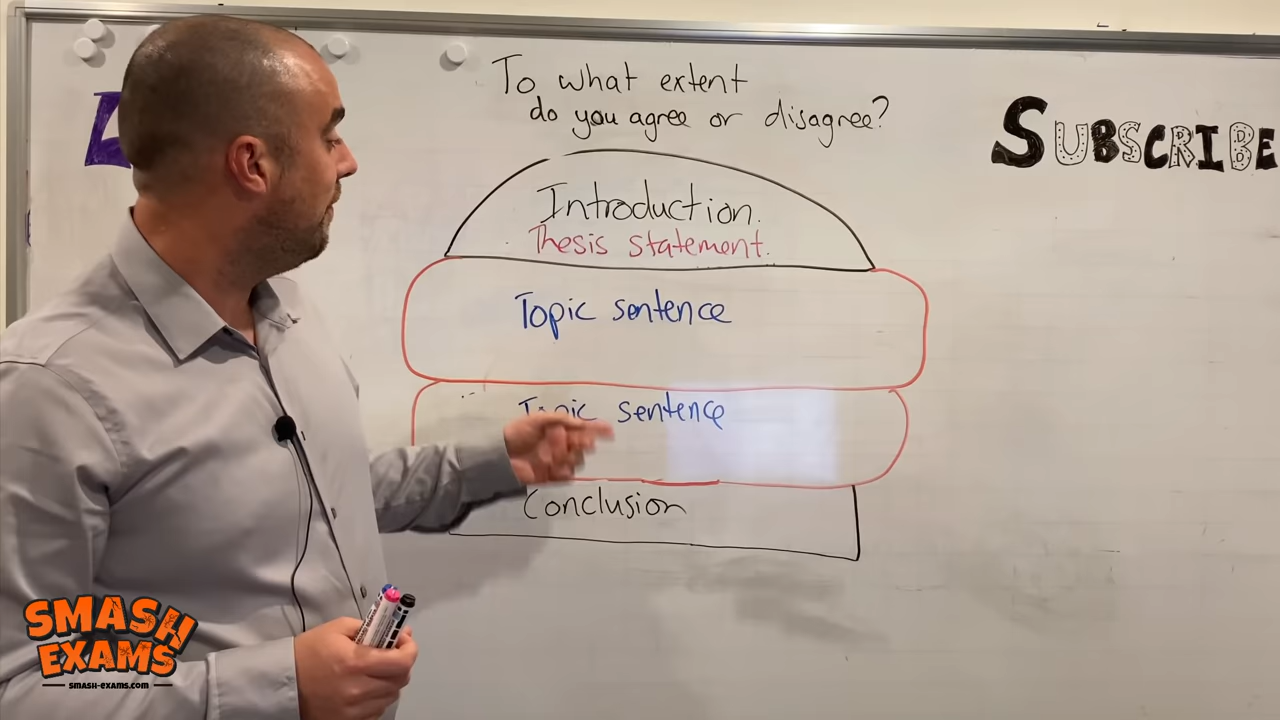 To what extent
do you agree or disagree?
SUBSCRIBE
Introduction.
Thesis statement.
Topic sentence
Topic sentence
Conclusion
SMASH
EXAMS
smash-exams.com